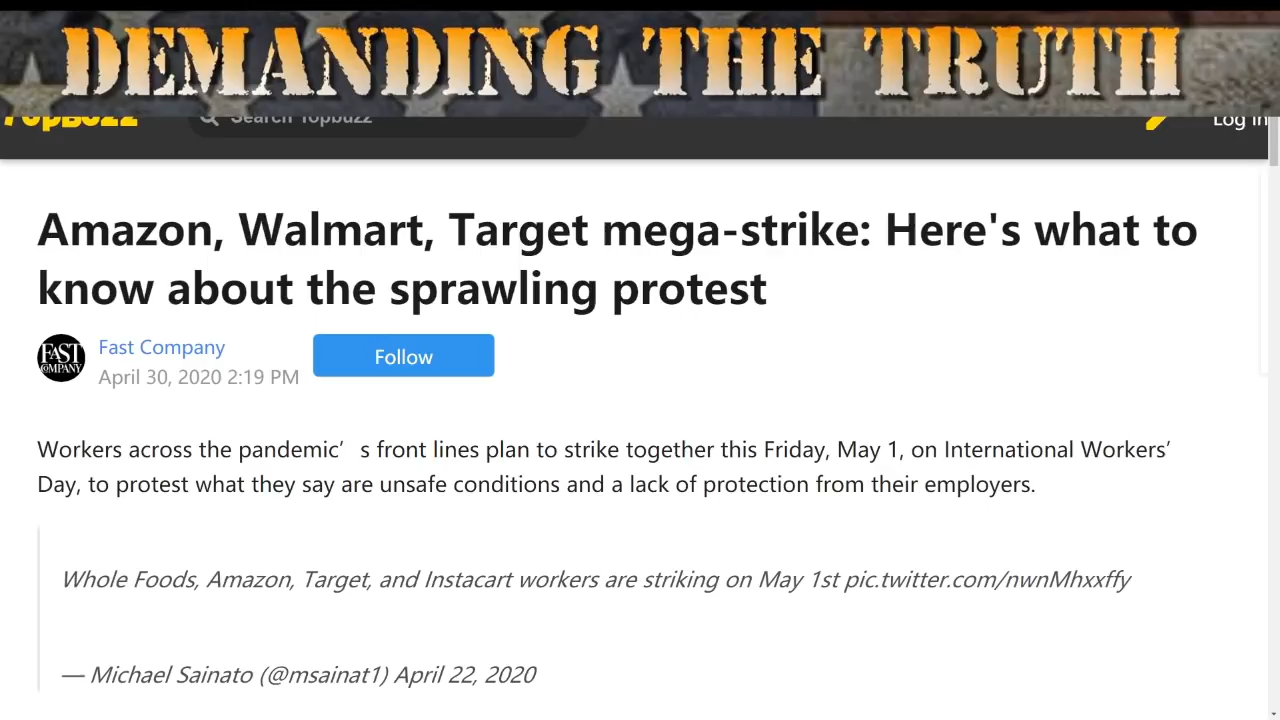 DEMANDING THE TRUTH
TopBuzz
Search Topbuzz
Log in
Amazon, Walmart, Target mega-strike: Here's what to
know about the sprawling protest
FAST COMPANY
Fast Company
April 30, 2020 2:19 PM
Follow
Workers across the pandemic’s front lines plan to strike together this Friday, May 1, on International Workers’
Day, to protest what they say are unsafe conditions and a lack of protection from their employers.
Whole Foods, Amazon, Target, and Instacart workers are striking on May 1st pic.twitter.com/nwnMhxxffy
— Michael Sainato (@msainat1) April 22, 2020